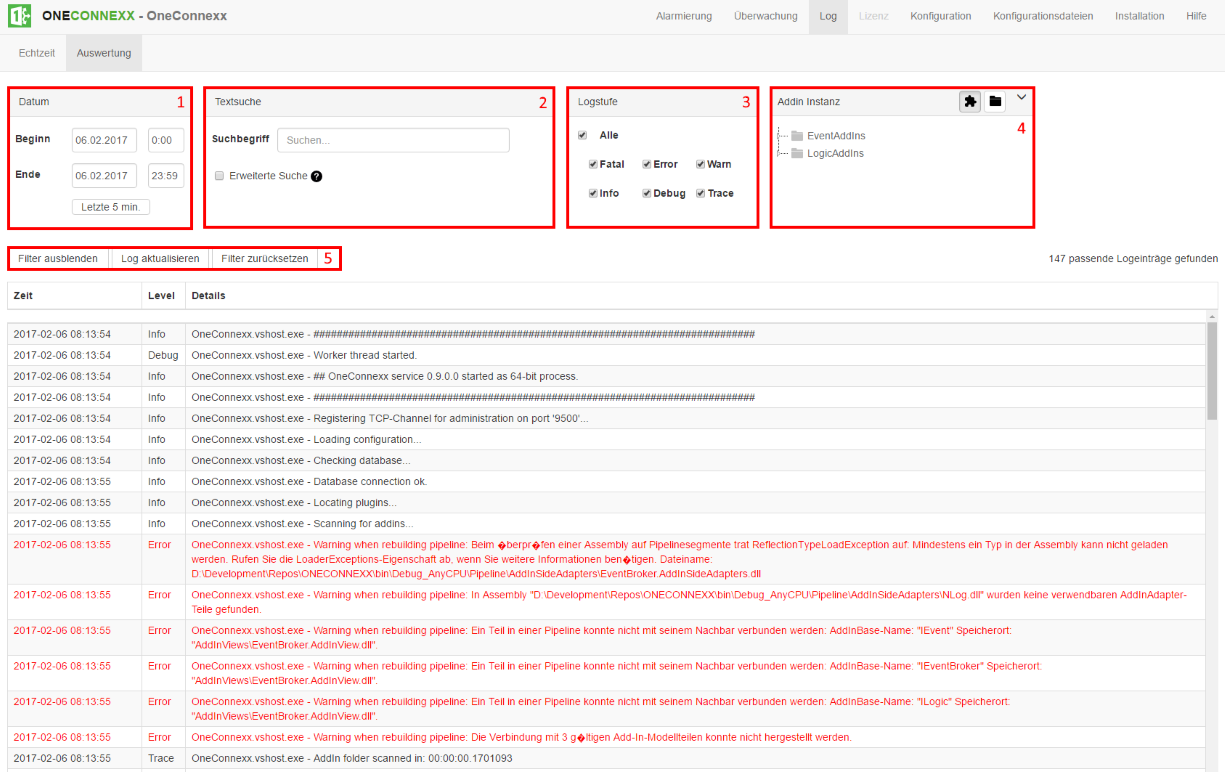 ONECONNEXX - OneConnexx
Alarmierung Überwachung Log Lizenz Konfiguration Konfigurationsdateien Installation Hilfe
Echtzeit Auswertung
Datum 1
Beginn 06.02.2017 0:00
Ende 06.02.2017 23:59
Letzte 5 min.
Textsuche 2
Suchbegriff Suchen...
Erweiterte Suche ?
Logstufe 3
Alle
Fatal Error Warn
Info Debug Trace
Addin Instanz
4
EventAddIns
LogicAddIns
Filter ausblenden Log aktualisieren Filter zurücksetzen 5
147 passende Logeinträge gefunden
Zeit Level Details
2017-02-06 08:13:54 Info OneConnexx.vshost.exe - ############################################################################
2017-02-06 08:13:54 Debug OneConnexx.vshost.exe - Worker thread started.
2017-02-06 08:13:54 Info OneConnexx.vshost.exe - ## OneConnexx service 0.9.0.0 started as 64-bit process.
2017-02-06 08:13:54 Info OneConnexx.vshost.exe - ############################################################################
2017-02-06 08:13:54 Info OneConnexx.vshost.exe - Registering TCP-Channel for administration on port '9500'...
2017-02-06 08:13:54 Info OneConnexx.vshost.exe - Loading configuration...
2017-02-06 08:13:54 Info OneConnexx.vshost.exe - Checking database...
2017-02-06 08:13:55 Info OneConnexx.vshost.exe - Database connection ok.
2017-02-06 08:13:55 Info OneConnexx.vshost.exe - Locating plugins...
2017-02-06 08:13:55 Info OneConnexx.vshost.exe - Scanning for addins...
2017-02-06 08:13:55 Error OneConnexx.vshost.exe - Warning when rebuilding pipeline: Beim �berpr�fen einer Assembly auf Pipelinesegmente trat ReflectionTypeLoadException auf: Mindestens ein Typ in der Assembly kann nicht geladen
werden. Rufen Sie die LoaderExceptions-Eigenschaft ab, wenn Sie weitere Informationen ben�tigen. Dateiname:
D:\Development\Repos\ONECONNEXX\bin\Debug_AnyCPU\Pipeline\AddInSideAdapters\EventBroker.AddinSideAdapters.dll
2017-02-06 08:13:55 Error OneConnexx.vshost.exe - Warning when rebuilding pipeline: In Assembly "D:\Development\Repos\ONECONNEXX\bin\Debug_AnyCPU\Pipeline\AddInSideAdapters\NLog.dll" wurden keine verwendbaren AddInAdapter-
Teile gefunden.
2017-02-06 08:13:55 Error OneConnexx.vshost.exe - Warning when rebuilding pipeline: Ein Teil in einer Pipeline konnte nicht mit seinem Nachbar verbunden werden: AddInBase-Name: "IEvent" Speicherort:
"AddInViews\EventBroker.AddinView.dll".
2017-02-06 08:13:55 Error OneConnexx.vshost.exe - Warning when rebuilding pipeline: Ein Teil in einer Pipeline konnte nicht mit seinem Nachbar verbunden werden: AddInBase-Name: "IEventBroker" Speicherort:
"AddInViews\EventBroker.AddinView.dll".
2017-02-06 08:13:55 Error OneConnexx.vshost.exe - Warning when rebuilding pipeline: Ein Teil in einer Pipeline konnte nicht mit seinem Nachbar verbunden werden: AddInBase-Name: "ILogic" Speicherort:
"AddInViews\EventBroker.AddinView.dll".
2017-02-06 08:13:55 Error OneConnexx.vshost.exe - Warning when rebuilding pipeline: Die Verbindung mit 3 g�ltigen Add-In-Modellteilen konnte nicht hergestellt werden.
2017-02-06 08:13:55 Trace OneConnexx.vshost.exe - AddIn folder scanned in: 00:00:00.1701093